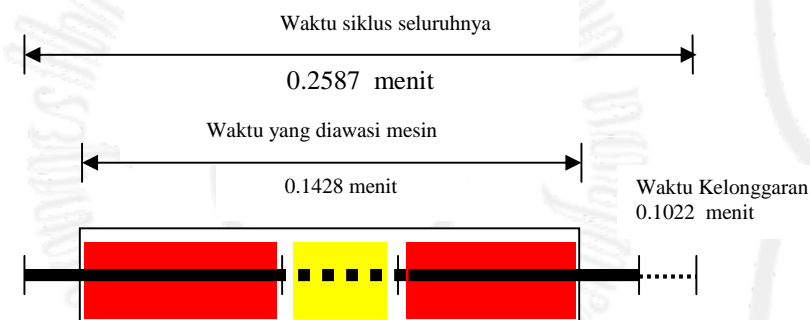 Waktu siklus seluruhnya
0.2587 menit
Waktu yang diawasi mesin
0.1428 menit
Waktu Kelonggaran
0.1022 menit